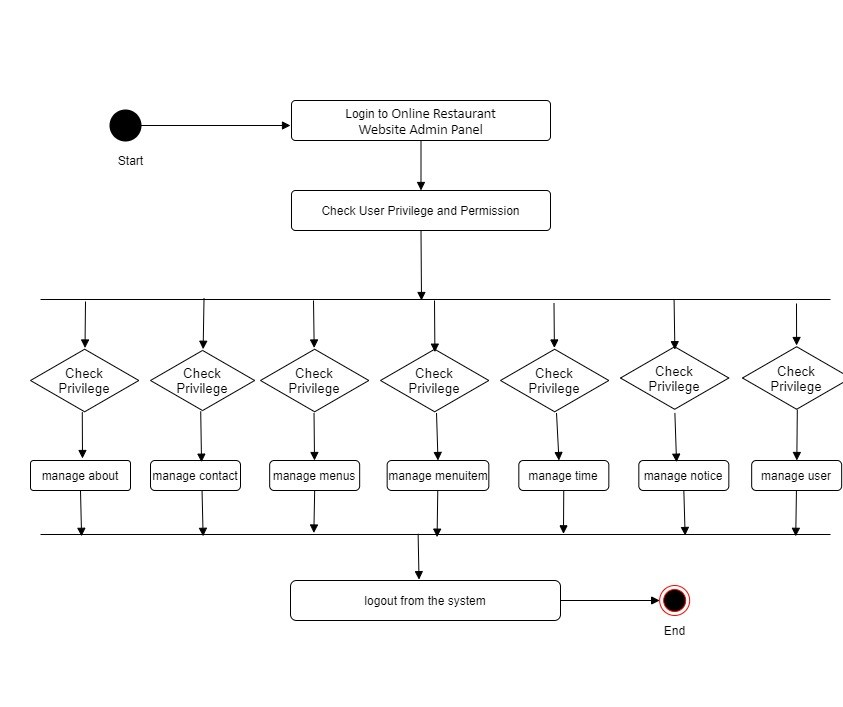 Login to Online Restaurant
Website Admin Panel
Start
Check User Privilege and Permission
Check
Privilege
Check
Privilege
Check
Privilege
Check
Privilege
Check
Privilege
Check
Privilege
Check
Privilege
manage about
manage contact
manage menus
manage menuitem
manage time
manage notice
manage user
logout from the system
End